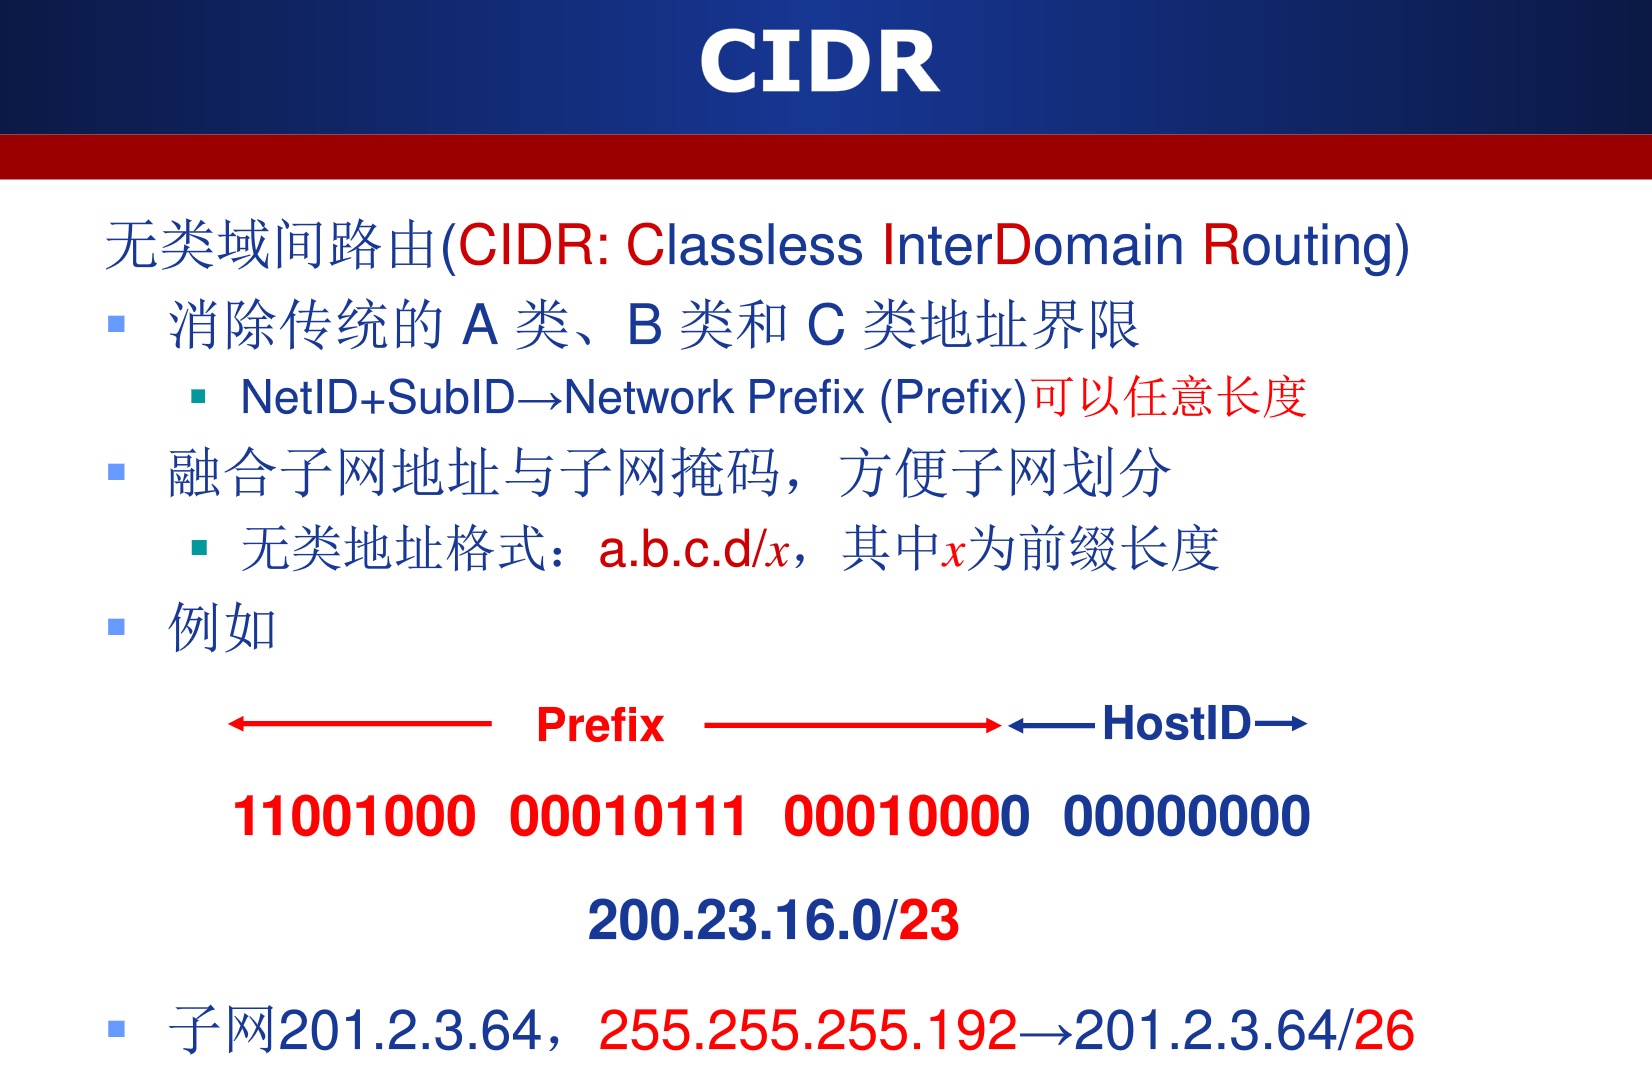 CIDR
无类域间路由(CIDR: Classless InterDomain Routing)
消除传统的 A 类、B 类和 C 类地址界限
NetID+SubID→Network Prefix (Prefix)可以任意长度
融合子网地址与子网掩码，方便子网划分
无类地址格式：a.b.c.d/x，其中x为前缀长度
例如
Prefix HostID
11001000 00010111 00010000 00000000
200.23.16.0/23
子网201.2.3.64，255.255.255.192→201.2.3.64/26